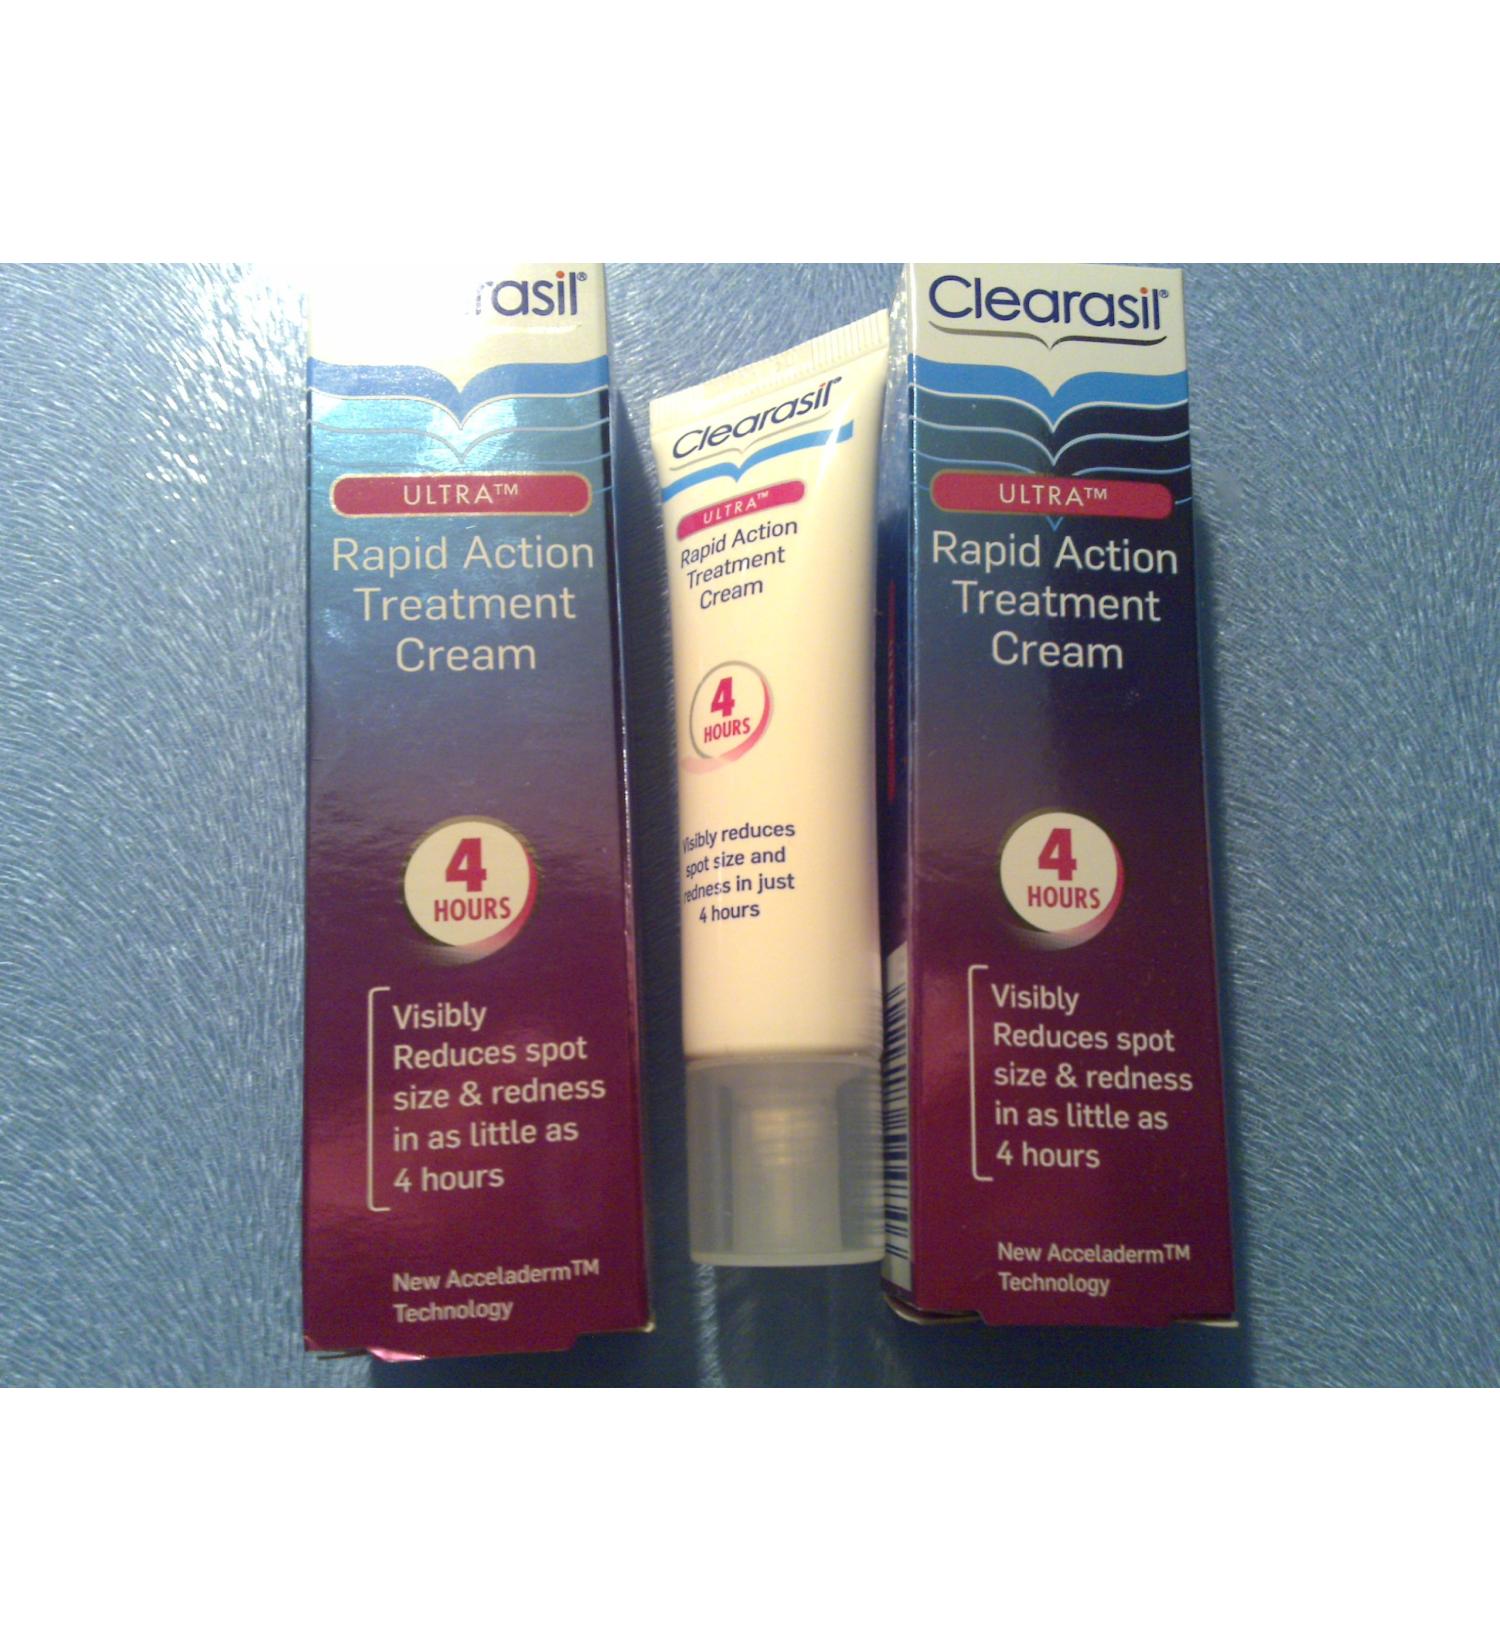 rasil®
ULTRA™
Rapid Action
Treatment
Cream
4
HOURS
Visibly
Reduces spot
size & redness
in as little as
4 hours
New Acceladerm™
Technology
Clearasil®
ULTRA™
Rapid Action
Treatment
Cream
4
HOURS
Visibly reduces
spot size and
redness in just
4 hours
Clearasil®
ULTRA™
Rapid Action
Treatment
Cream
4
HOURS
Visibly
Reduces spot
size & redness
in as little as
4 hours
New Acceladerm™
Technology